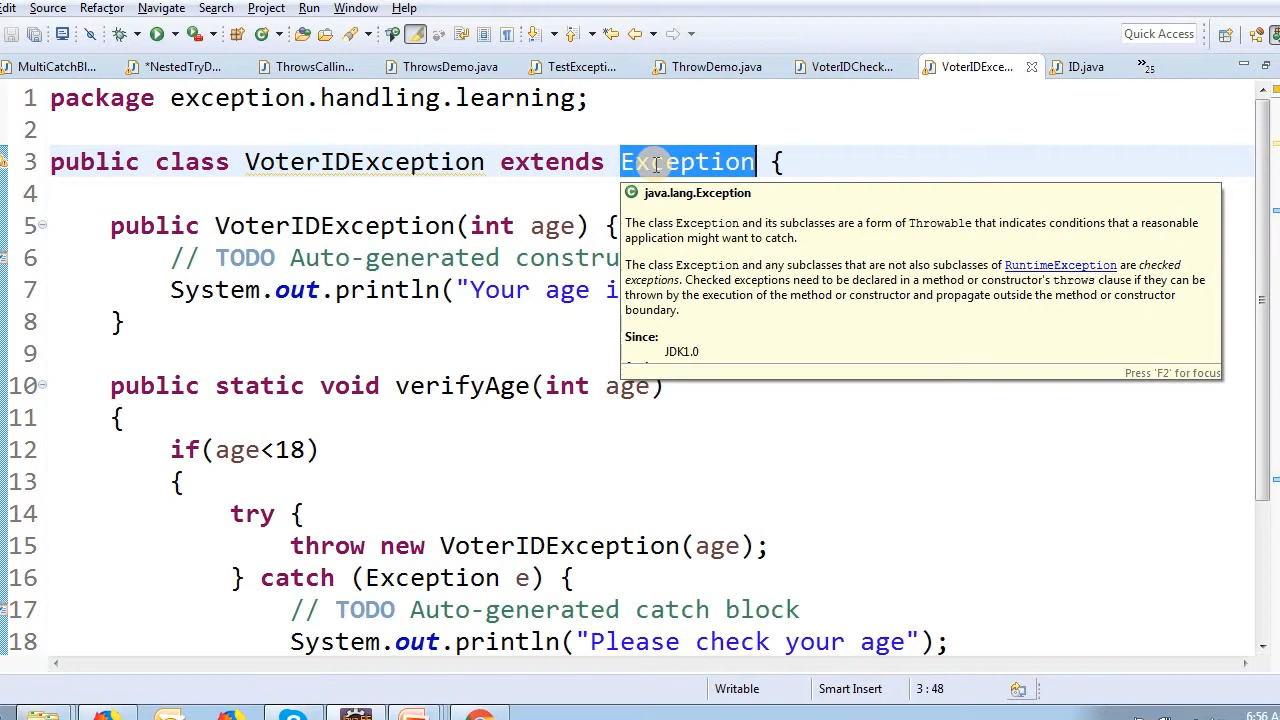 dit Source Refactor Navigate Search Project Run Window Help
Quick Access
MultiCatchBl... *NestedTryD... ThrowsCallin... ThrowsDemo.java TestExcepti... ThrowDemo.java VoterIDCheck... VoterIDExce... ID.java »25
1 package exception.handling.learning;
2
3 public class VoterIDException extends Exception {
4
java.lang.Exception
The class Exception and its subclasses are a form of Throwable that indicates conditions that a reasonable
application might want to catch.
The class Exception and any subclasses that are not also subclasses of RuntimeException are checked
exceptions. Checked exceptions need to be declared in a method or constructor's throws clause if they can be
thrown by the execution of the method or constructor and propagate outside the method or constructor
boundary.
Since:
JDK1.0
Press 'F2' for focus
5 public VoterIDException(int age) {
6 // TODO Auto-generated constru
7 System.out.println("Your age i
8 }
9
10 public static void verifyAge(int age)
11 {
12 if(age<18)
13 {
14 try {
15 throw new VoterIDException(age);
16 } catch (Exception e) {
17 // TODO Auto-generated catch block
18 System.out.println("Please check your age");
Writable Smart Insert 3 : 48
6:56 A